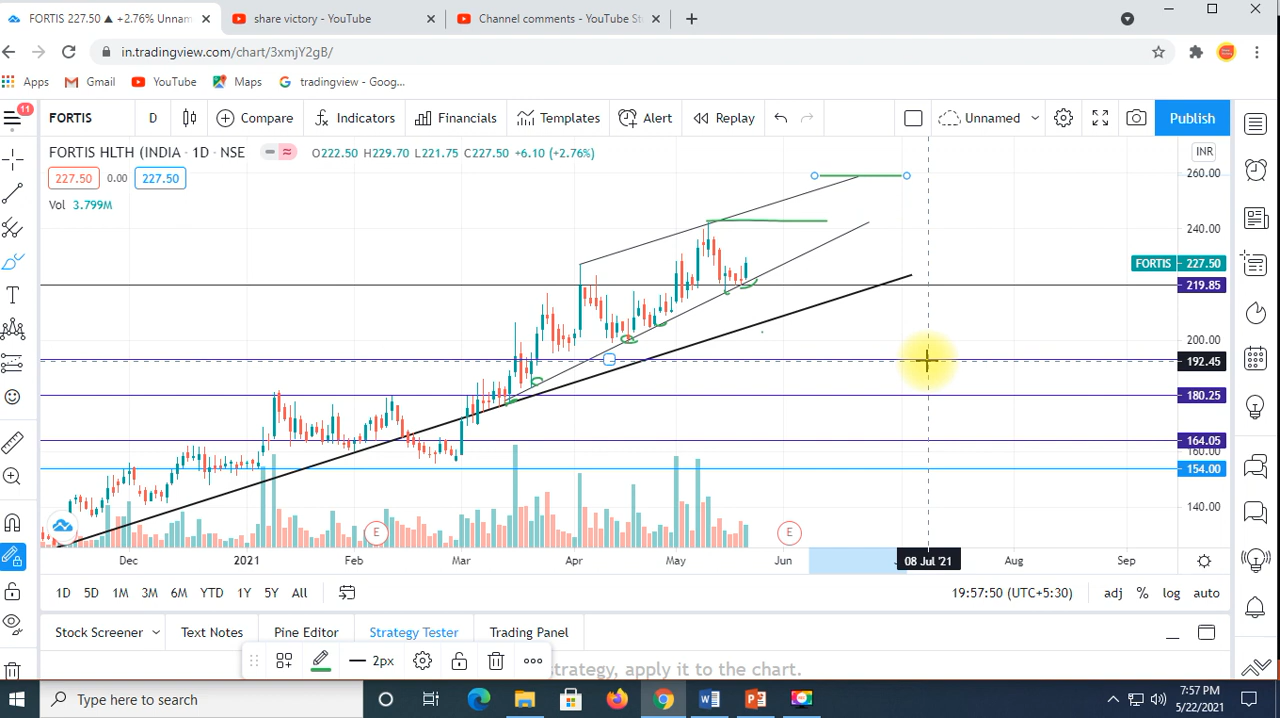 FORTIS 227.50 ▲ +2.76% Unnam
share victory - YouTube
Channel comments - YouTube St
in.tradingview.com/chart/3xmjY2gB/
Apps Gmail YouTube Maps tradingview - Goog...
11
FORTIS D Compare Indicators Financials Templates Alert Replay Unnamed Publish
FORTIS HLTH (INDIA · 1D · NSE O222.50 H229.70 L221.75 C227.50 +6.10 (+2.76%)
INR
227.50 0.00 227.50
Vol 3.799M
260.00
240.00
FORTIS 227.50
219.85
200.00
192.45
180.25
164.05
160.00
154.00
140.00
E E
Dec 2021 Feb Mar Apr May Jun 08 Jul '21 Aug Sep
1D 5D 1M 3M 6M YTD 1Y 5Y All 19:57:50 (UTC+5:30) adj % log auto
Stock Screener Text Notes Pine Editor Strategy Tester Trading Panel
2px
strategy, apply it to the chart.
Type here to search
7:57 PM
5/22/2021